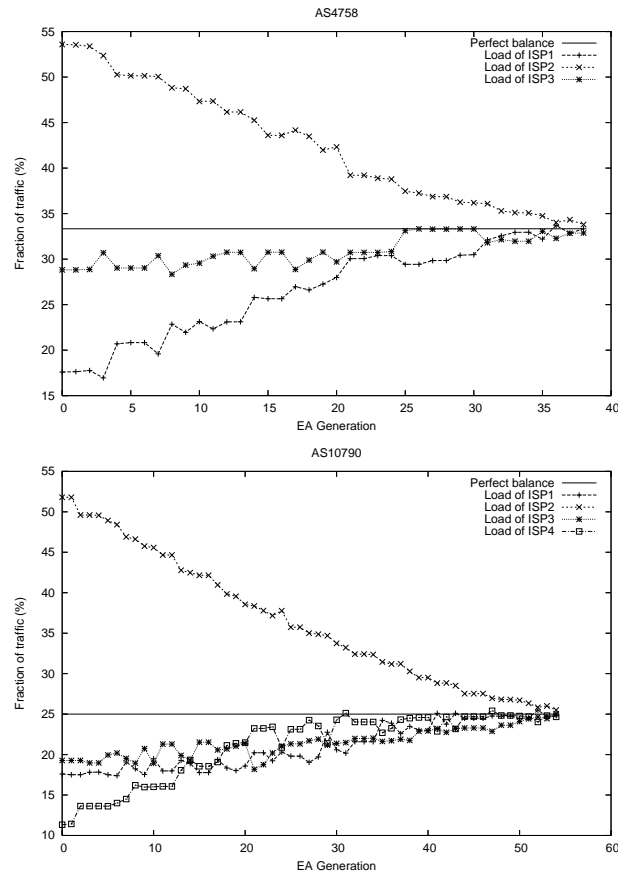 AS4758
55
50
45
40
35
30
25
20
15
0
5
10
15
20
25
30
35
40
Fraction of traffic (%)
EA Generation
Perfect balance
Load of ISP1
Load of ISP2
Load of ISP3
AS10790
55
50
45
40
35
30
25
20
15
10
0
10
20
30
40
50
60
Fraction of traffic (%)
EA Generation
Perfect balance
Load of ISP1
Load of ISP2
Load of ISP3
Load of ISP4